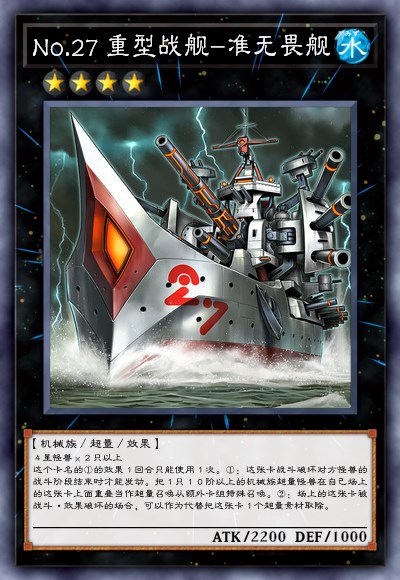 No.27 重型战舰-准无畏舰
水
27
【机械族／超量／效果】
４星怪兽×２只以上
这个卡名的①的效果１回合只能使用１次。①：这张卡战斗破坏对方怪兽的
战斗阶段结束时才能发动。把１只１０阶以上的机械族超量怪兽在自己场上
的这张卡上面重叠当作超量召唤从额外卡组特殊召唤。②：场上的这张卡被
战斗·效果破坏的场合，可以作为代替把这张卡１个超量素材取除。
ATK/2200 DEF/1000